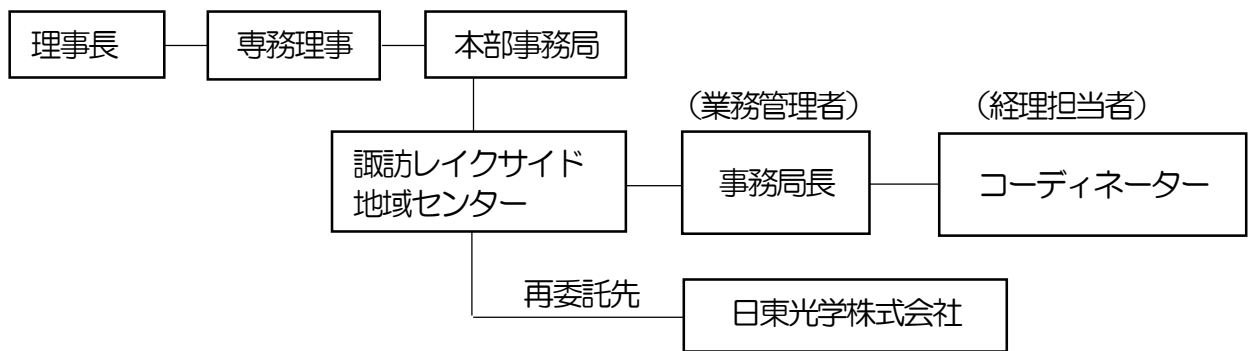 理事長
専務理事
本部事務局
(業務管理者)
(経理担当者)
諏訪レイクサイド
地域センター
事務局長
コーディネーター
再委託先
日東光学株式会社